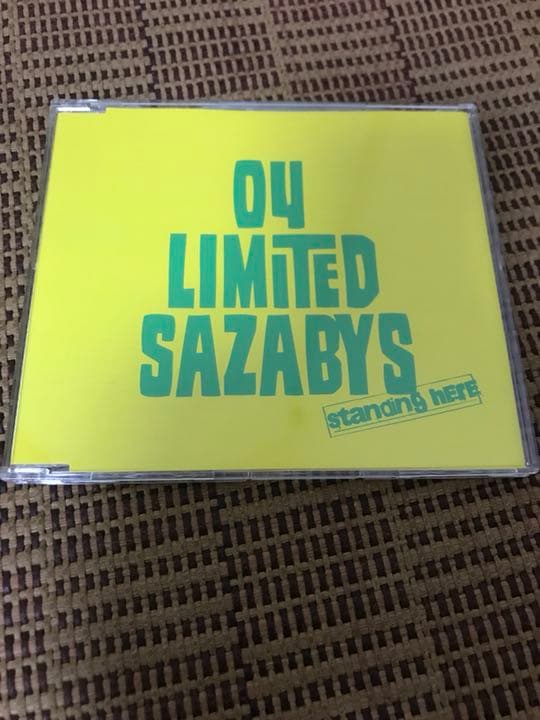 04
LIMITED
SAZABYS
standing hErE